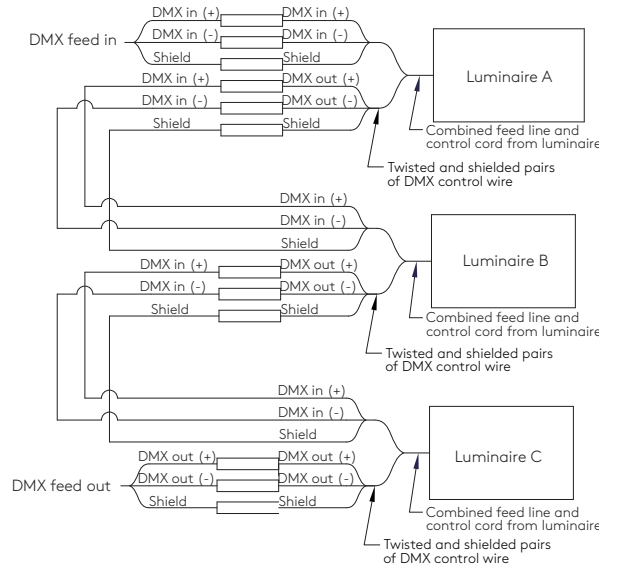 DMX in (+) DMX in (+)
DMX feed in DMX in (-) DMX in (-)
Shield Shield
DMX in (+) DMX out (+)
DMX in (-) DMX out (-)
Shield Shield
Luminaire A
Combined feed line and
control cord from luminaire
Twisted and shielded pairs
of DMX control wire
DMX in (+)
DMX in (-)
Shield
DMX in (+) DMX out (+)
DMX in (-) DMX out (-)
Shield Shield
Luminaire B
Combined feed line and
control cord from luminaire
Twisted and shielded pairs
of DMX control wire
DMX in (+)
DMX in (-)
Shield
DMX out (+) DMX out (+)
DMX feed out DMX out (-) DMX out (-)
Shield Shield
Luminaire C
Combined feed line and
control cord from luminaire
Twisted and shielded pairs
of DMX control wire